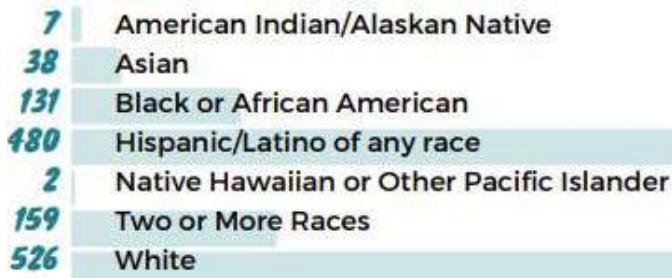 7 American Indian/Alaskan Native
38 Asian
131 Black or African American
480 Hispanic/Latino of any race
2 Native Hawaiian or Other Pacific Islander
159 Two or More Races
526 White